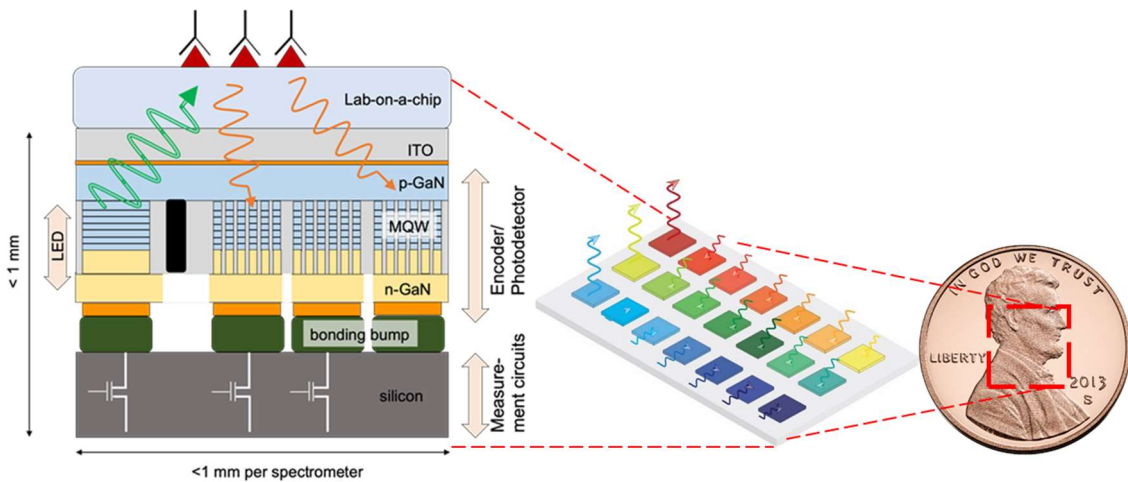 Lab-on-a-chip
ITO
p-GaN
MQW
n-GaN
bonding bump
silicon
< 1 mm
LED
Encoder/
Photodetector
Measure-
ment circuits
<1 mm per spectrometer
IN GOD WE TRUST
LIBERTY
2013
S